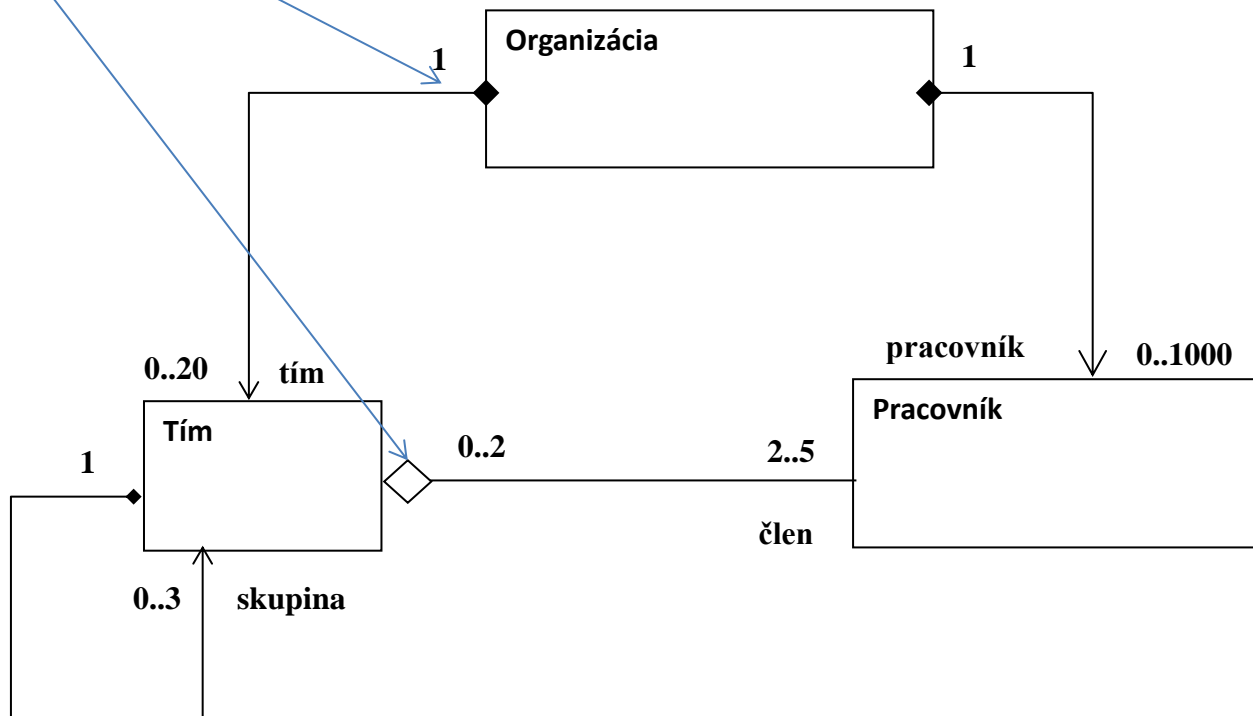 Organizácia
1
1
0..20
tím
pracovník
0..1000
Tím
Pracovník
1
0..2
2..5
člen
0..3
skupina